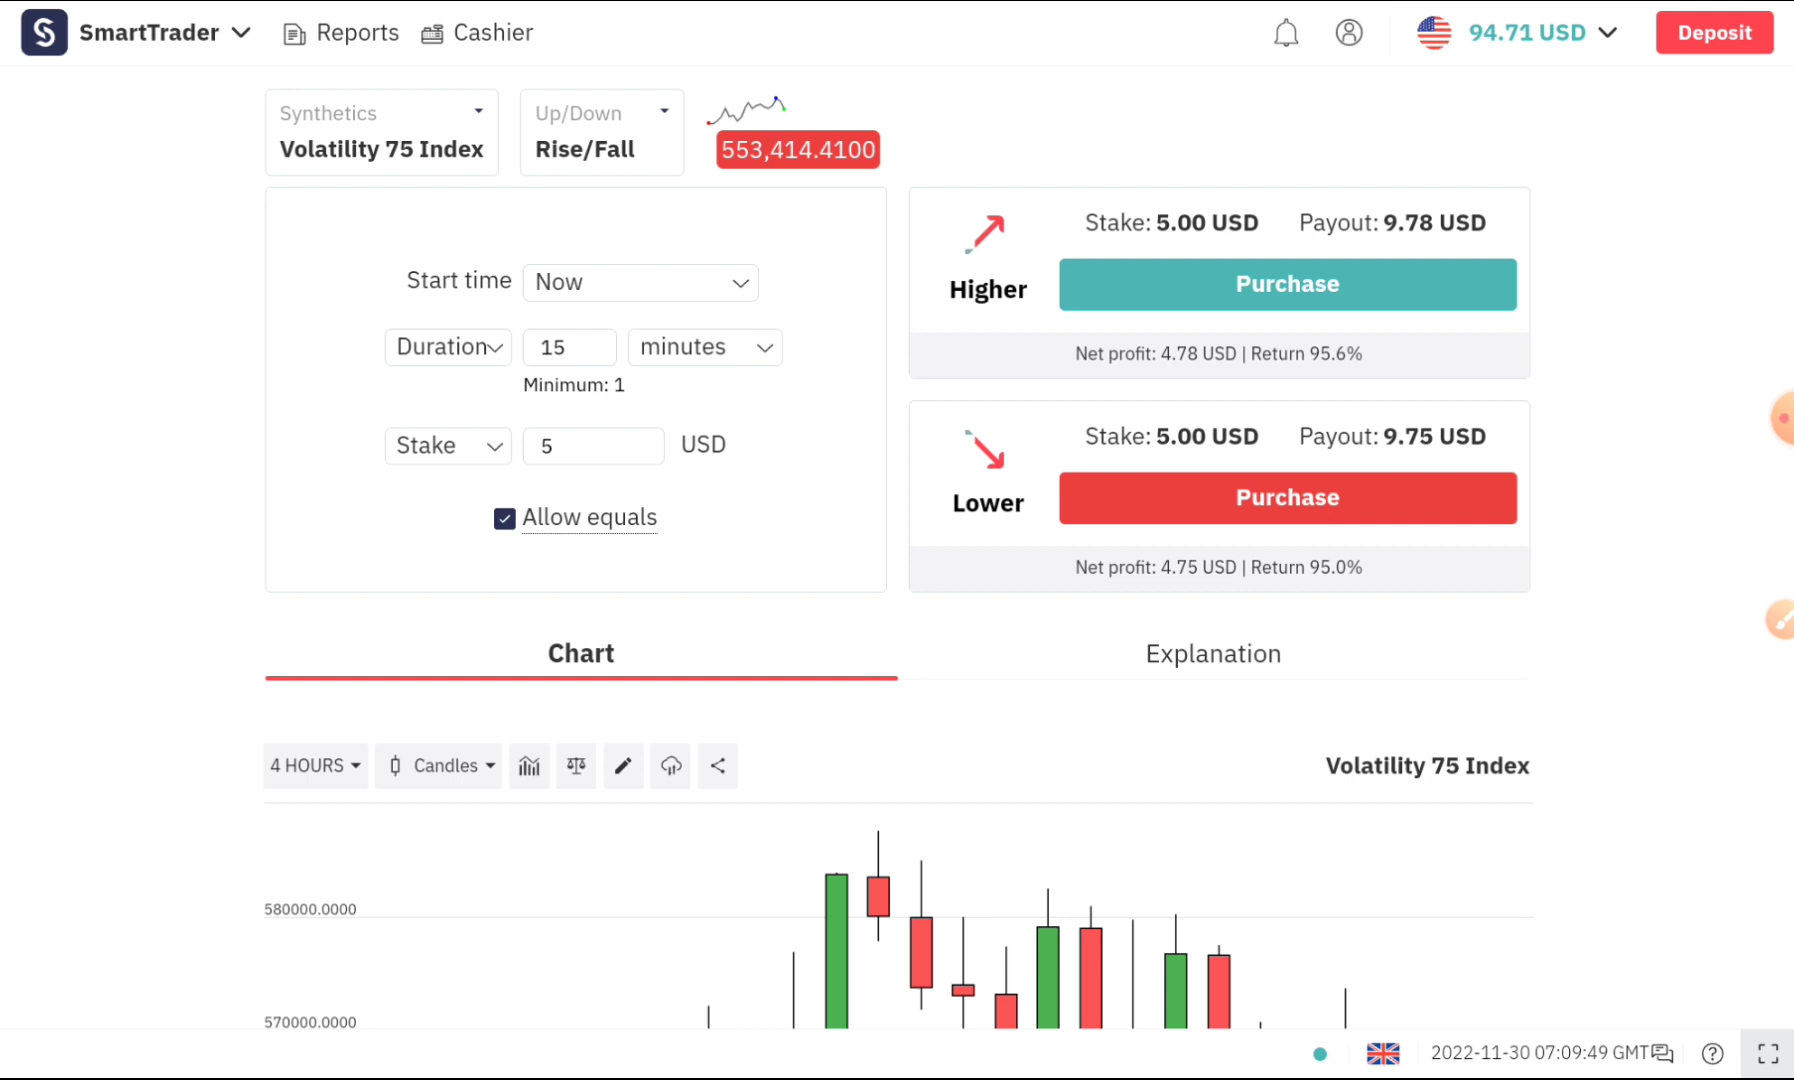 SmartTrader
Reports
Cashier
94.71 USD
Deposit
Synthetics
Volatility 75 Index
Up/Down
Rise/Fall
553,414.4100
Start time
Now
Duration
15
minutes
Minimum: 1
Stake
5
USD
Allow equals
Stake: 5.00 USD
Payout: 9.78 USD
Higher
Purchase
Net profit: 4.78 USD | Return 95.6%
Stake: 5.00 USD
Payout: 9.75 USD
Lower
Purchase
Net profit: 4.75 USD | Return 95.0%
Chart
Explanation
4 HOURS
Candles
Volatility 75 Index
580000.0000
570000.0000
2022-11-30 07:09:49 GMT